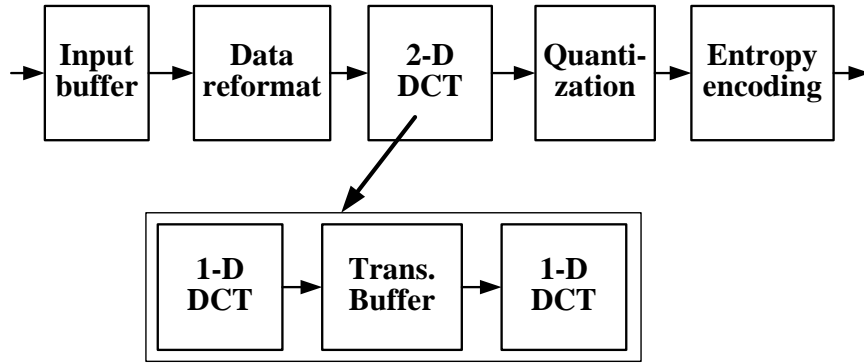 Input
buffer
Data
reformat
2-D
DCT
Quanti-
zation
Entropy
encoding
1-D
DCT
Trans.
Buffer
1-D
DCT